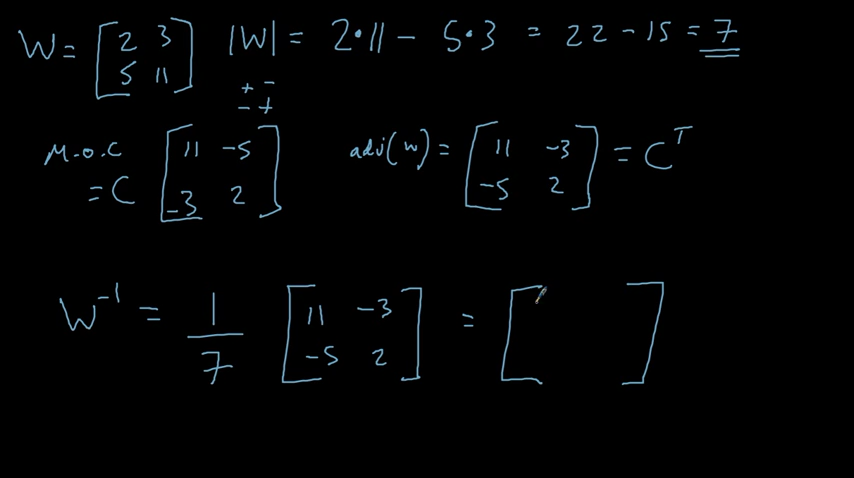 W = [ 2 3 ; 5 11 ] |W| = 2•11 − 5•3 = 22 − 15 = 7
+ −
− +
M.O.C = C [ 11 -5 ; -3 2 ] adj(W) = [ 11 -3 ; -5 2 ] = C^T
W^-1 = 1/7 [ 11 -3 ; -5 2 ] = [ ]